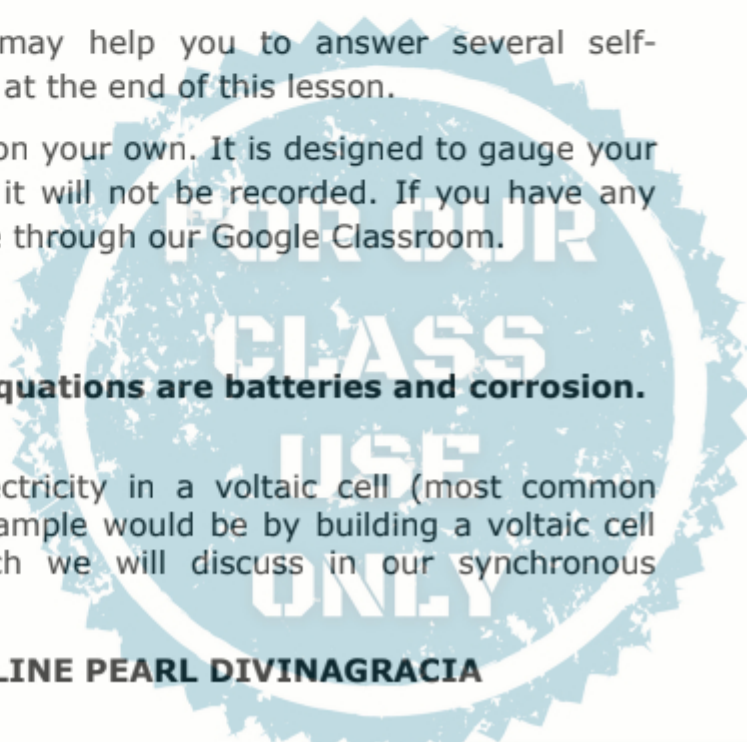 may help you to answer several self-
at the end of this lesson.
on your own. It is designed to gauge your
it will not be recorded. If you have any
through our Google Classroom.
FOR OUR
CLASS
quations are batteries and corrosion.
USE
ectricity in a voltaic cell (most common
ample would be by building a voltaic cell
th we will discuss in our synchronous
ONLY
LINE PEARL DIVINAGRACIA